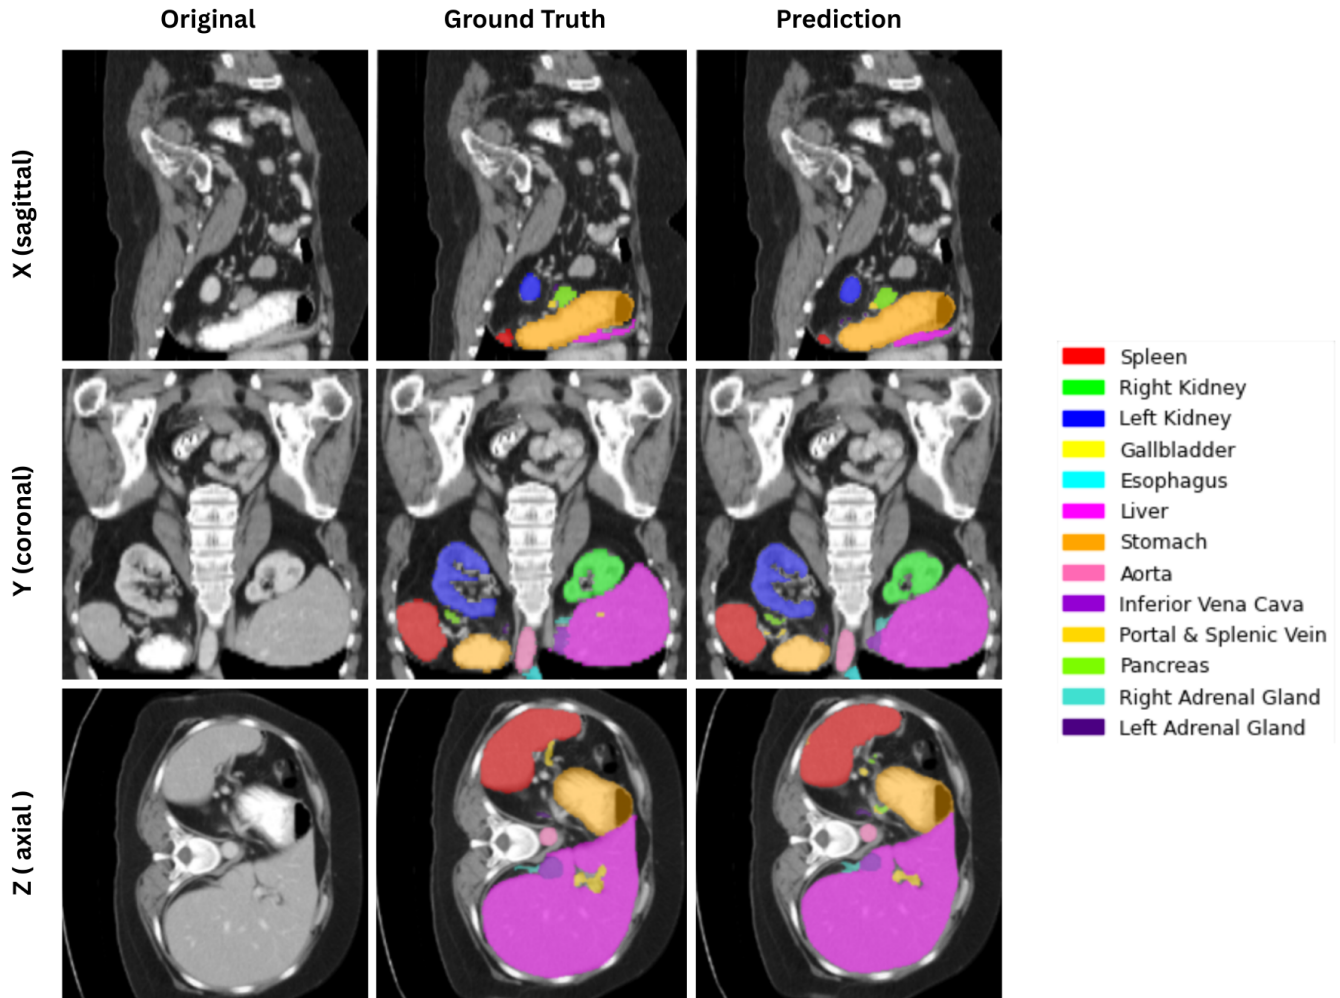 Original
Ground Truth
Prediction
X (sagittal)
Y (coronal)
Z ( axial )
Spleen
Right Kidney
Left Kidney
Gallbladder
Esophagus
Liver
Stomach
Aorta
Inferior Vena Cava
Portal & Splenic Vein
Pancreas
Right Adrenal Gland
Left Adrenal Gland